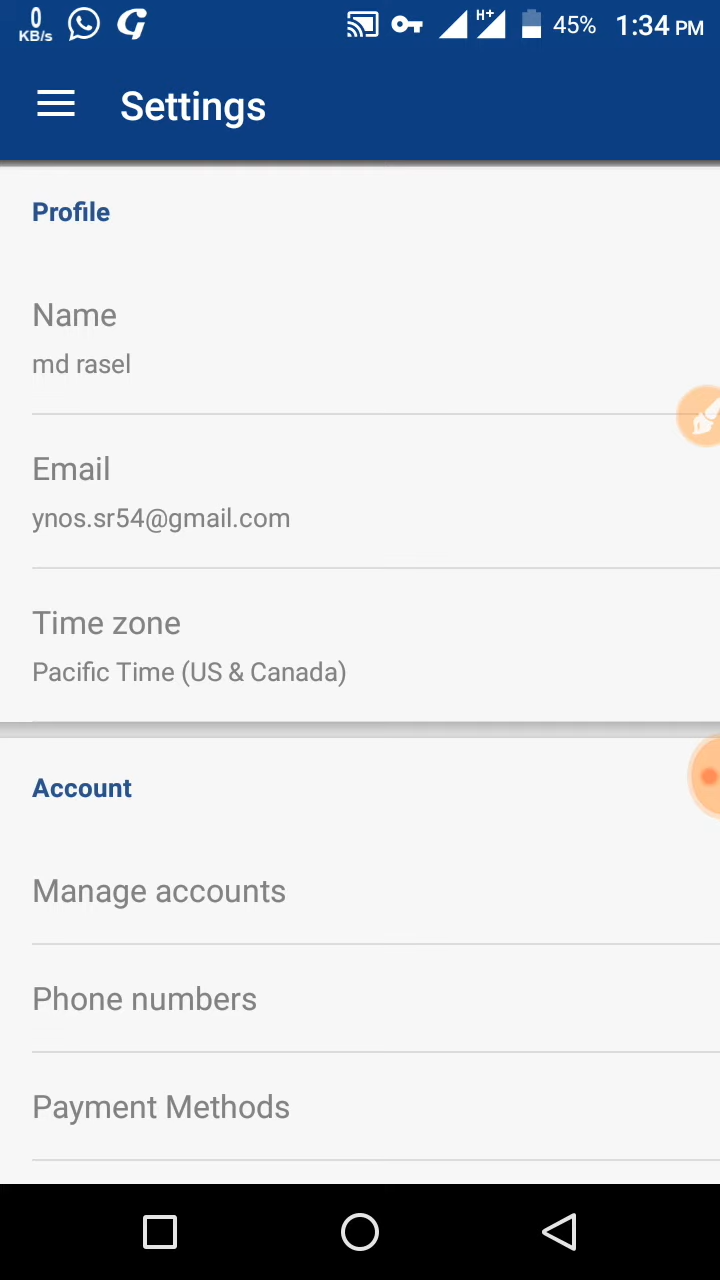 0
KB/s
H+
45%
1:34 PM
Settings
Profile
Name
md rasel
Email
ynos.sr54@gmail.com
Time zone
Pacific Time (US & Canada)
Account
Manage accounts
Phone numbers
Payment Methods